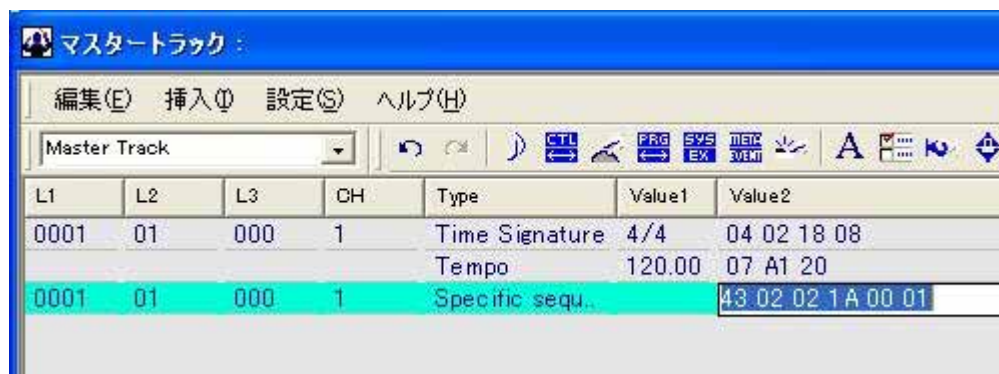 マスタートラック :
編集(E) 挿入(I) 設定(S) ヘルプ(H)
Master Track CTL PRG SYS EX META EVENT A
L1 L2 L3 CH Type Value1 Value2
0001 01 000 1 Time Signature 4/4 04 02 18 08
Tempo 120.00 07 A1 20
0001 01 000 1 Specific sequ.. 43 02 02 1A 00 01